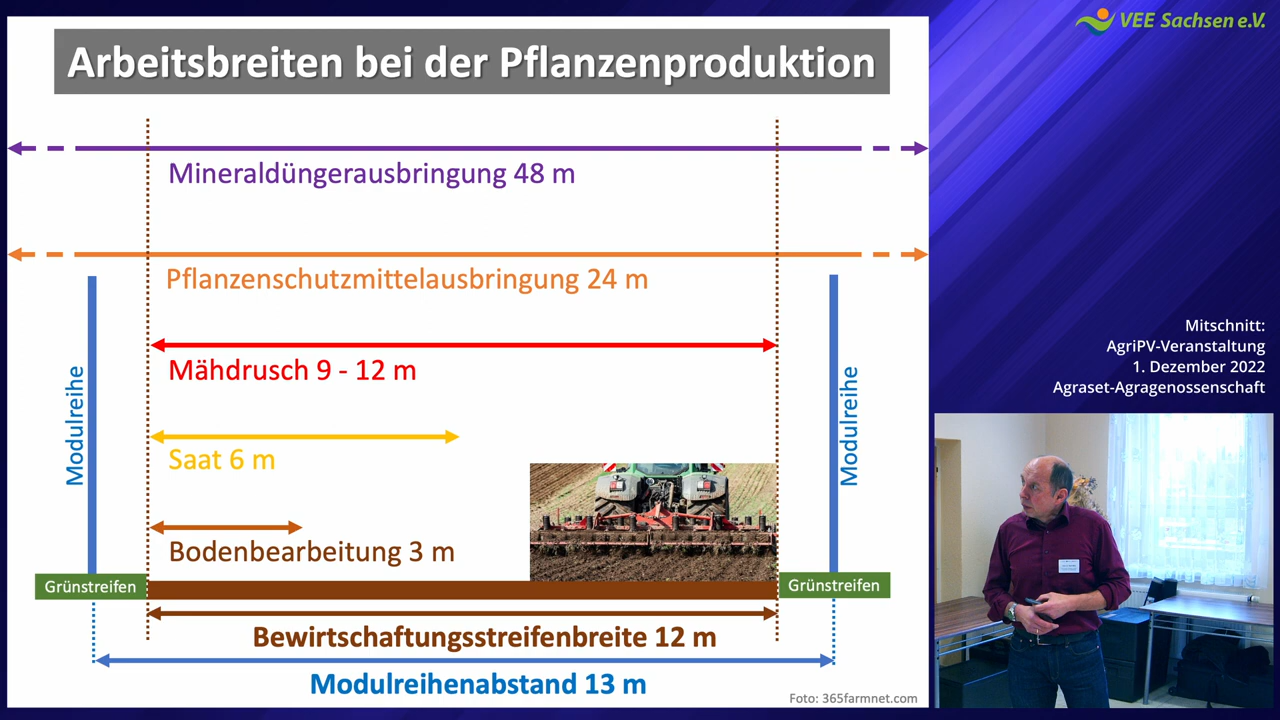 VEE Sachsen e.V.
Arbeitsbreiten bei der Pflanzenproduktion
Mineraldüngerausbringung 48 m
Pflanzenschutzmittelausbringung 24 m
Mähdrusch 9 - 12 m
Modulreihe
Modulreihe
Saat 6 m
Bodenbearbeitung 3 m
Grünstreifen
Grünstreifen
Bewirtschaftungsstreifenbreite 12 m
Modulreihenabstand 13 m
Foto: 365farmnet.com
Mitschnitt:
AgriPV-Veranstaltung
1. Dezember 2022
Agraset-Agragenossenschaft